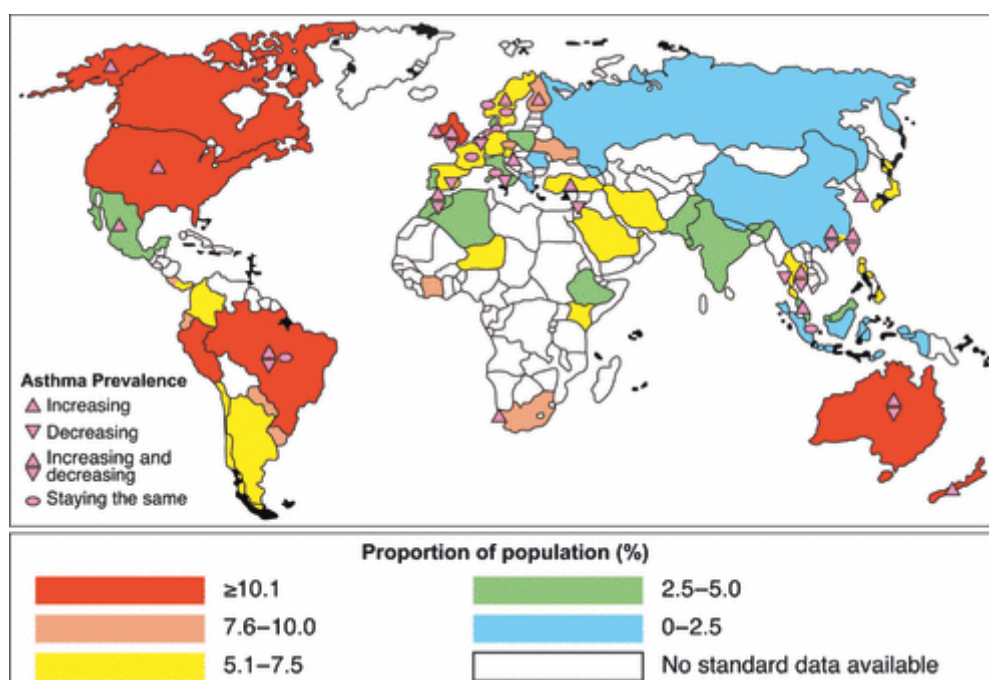 Asthma Prevalence
Increasing
Decreasing
Increasing and
decreasing
Staying the same
Proportion of population (%)
≥10.1
7.6–10.0
5.1–7.5
2.5–5.0
0–2.5
No standard data available